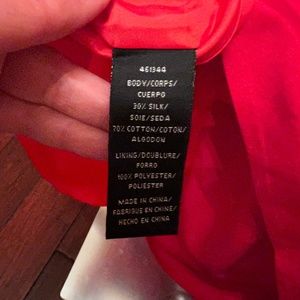 461344
BODY/CORPS/
CUERPO
30% SILK/
SOIE/SEDA
70% COTTON/COTON/
ALGODON
LINING/DOUBLURE/
FORRO
100% POLYESTER/
POLIESTER
MADE IN CHINA/
FABRIQUE EN CHINE/
HECHO EN CHINA